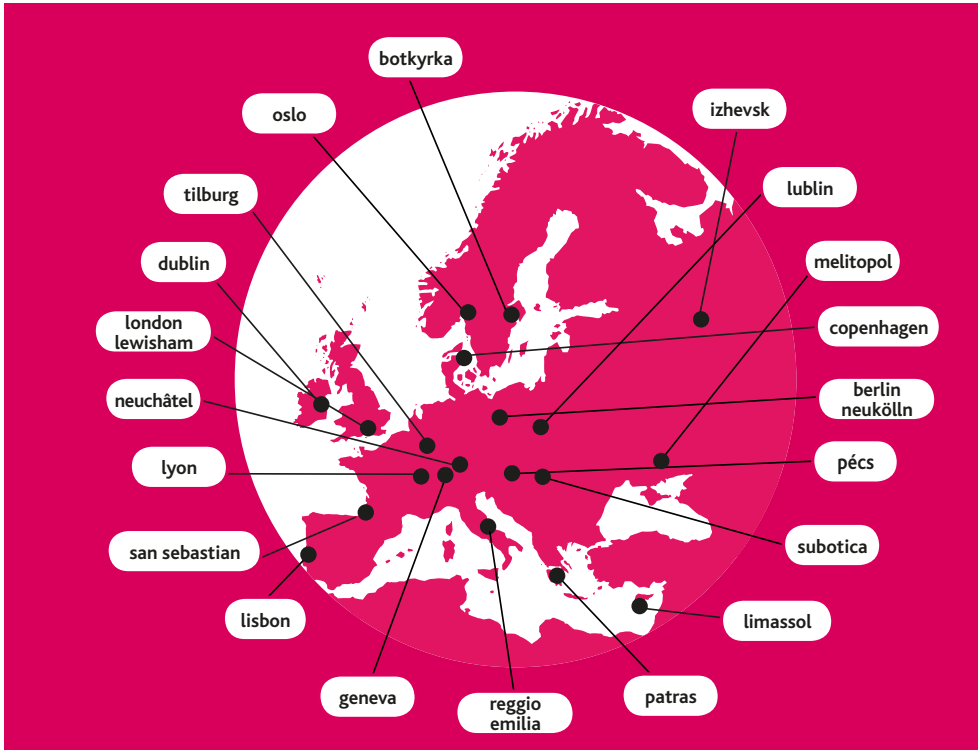 botkyrka
oslo
izhevsk
tilburg
lublin
dublin
melitopol
london
lewisham
copenhagen
neuchâtel
berlin
neukölln
lyon
pécs
san sebastian
subotica
lisbon
limassol
geneva
reggio
emilia
patras